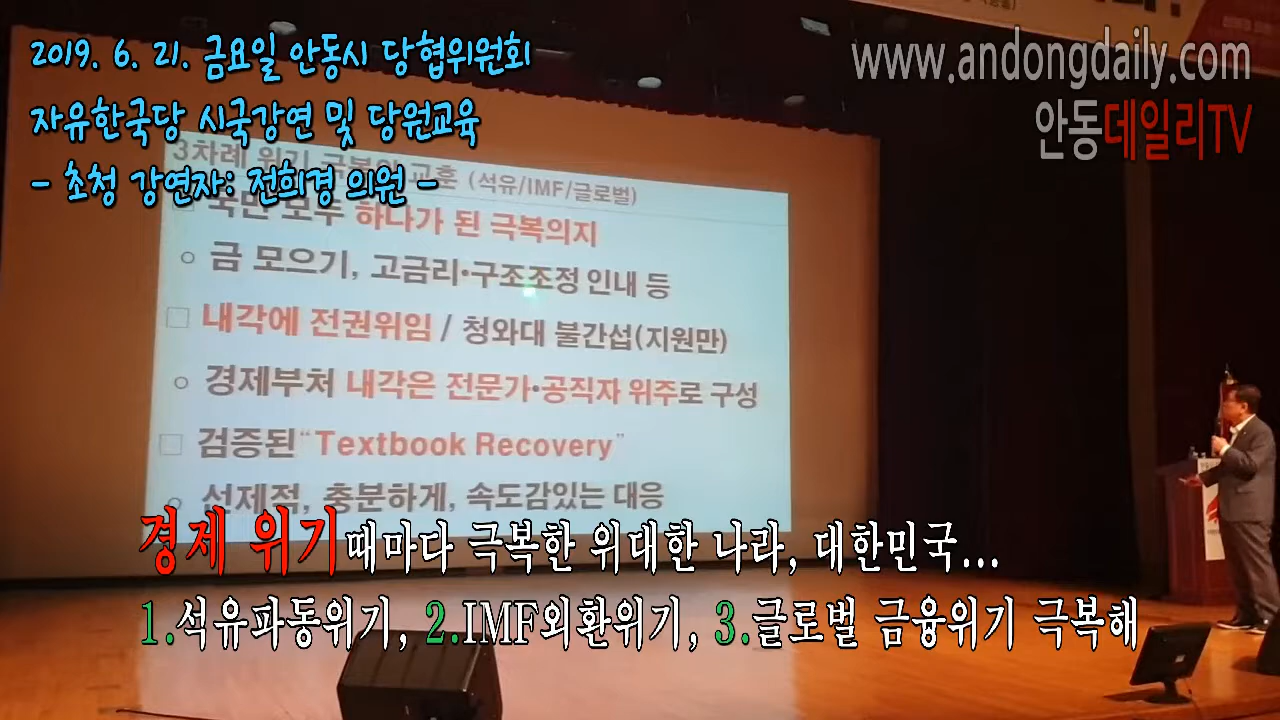 2019. 6. 21. 금요일 안동시 당협위원회
자유한국당 시국강연 및 당원교육
- 초청 강연자: 전희경 의원 -
www.andongdaily.com
안동데일리TV
3차례 위기 극복의 교훈 (석유/IMF/글로벌)
□ 국민 모두 하나가 된 극복의지
○ 금 모으기, 고금리·구조조정 인내 등
□ 내각에 전권위임 / 청와대 불간섭(지원만)
○ 경제부처 내각은 전문가·공직자 위주로 구성
□ 검증된 “Textbook Recovery”
○ 선제적, 충분하게, 속도감있는 대응
경제 위기때마다 극복한 위대한 나라, 대한민국...
1.석유파동위기, 2.IMF외환위기, 3.글로벌 금융위기 극복해